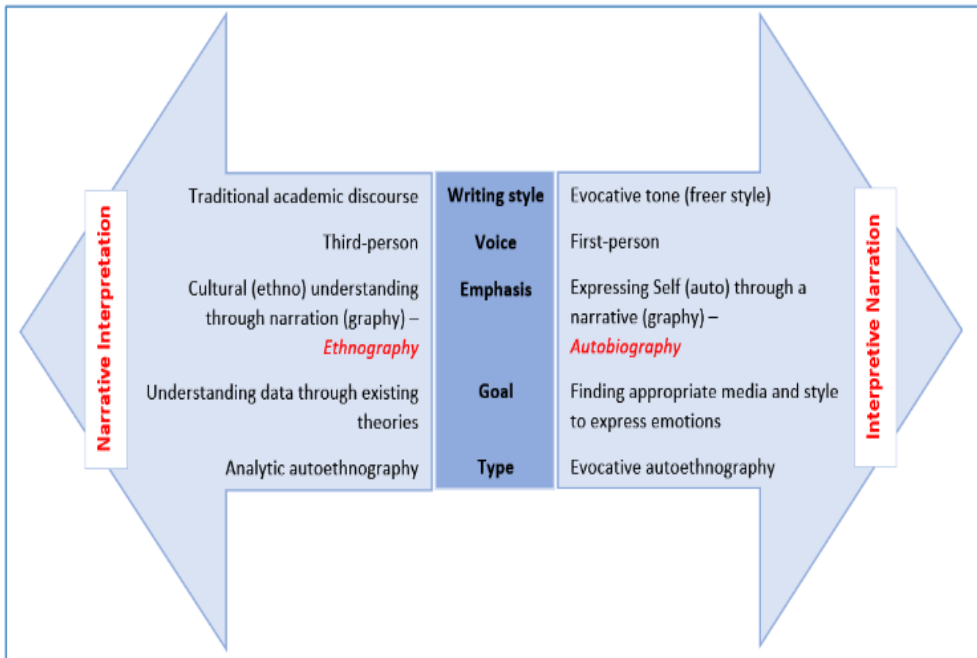 Narrative Interpretation
Traditional academic discourse
Writing style
Evocative tone (freer style)
Third-person
Voice
First-person
Cultural (ethno) understanding
through narration (graphy) –
Ethnography
Emphasis
Expressing Self (auto) through a
narrative (graphy) –
Autobiography
Understanding data through existing
theories
Goal
Finding appropriate media and style
to express emotions
Analytic autoethnography
Type
Evocative autoethnography
Interpretive Narration